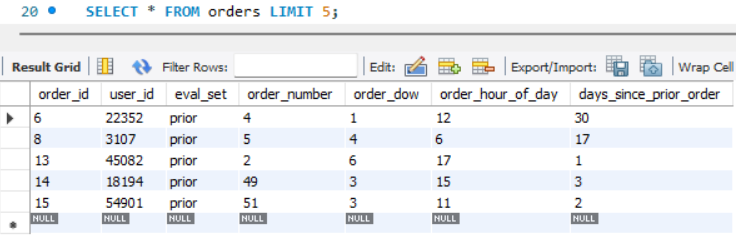 20 SELECT * FROM orders LIMIT 5;
Result Grid Filter Rows: Edit: Export/Import: Wrap Cell
order_id user_id eval_set order_number order_dow order_hour_of_day days_since_prior_order
6 22352 prior 4 1 12 30
8 3107 prior 5 4 6 17
13 45082 prior 2 6 17 1
14 18194 prior 49 3 15 3
15 54901 prior 51 3 11 2
NULL NULL NULL NULL NULL NULL NULL